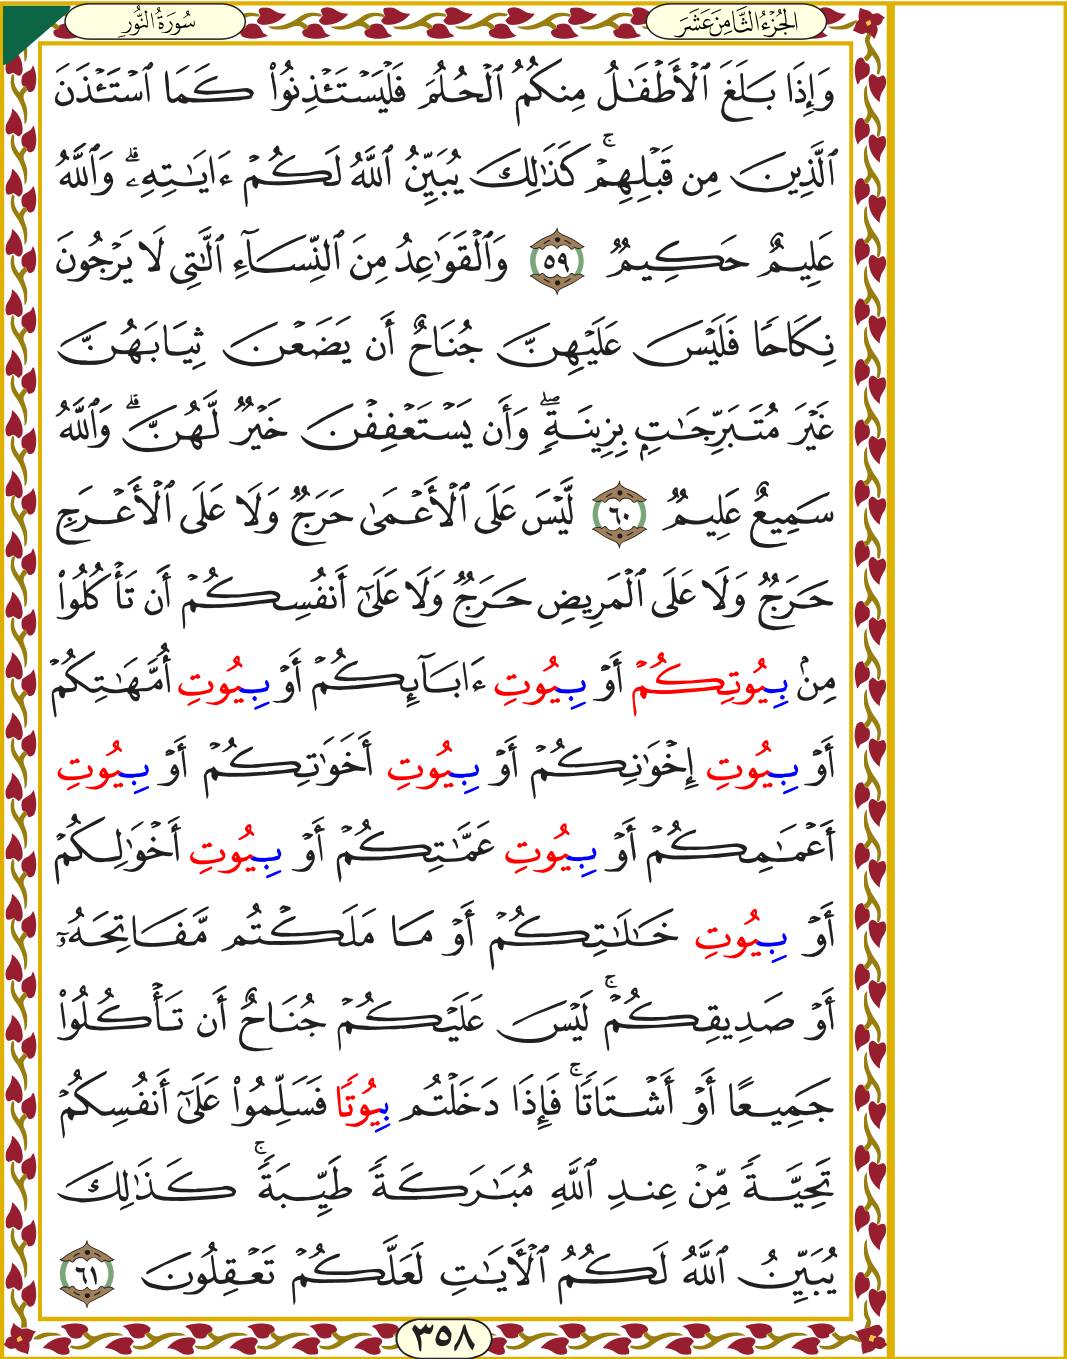 الجُزْءُ الثَّامِنَ عَشَرَ
سُورَةُ النُّورِ
وَإِذَا بَلَغَ ٱلْأَطْفَٰلُ مِنكُمُ ٱلْحُلُمَ فَلْيَسْتَـْٔذِنُوا۟ كَمَا ٱسْتَـْٔذَنَ
ٱلَّذِينَ مِن قَبْلِهِمْ ۚ كَذَٰلِكَ يُبَيِّنُ ٱللَّهُ لَكُمْ ءَايَٰتِهِۦ ۗ وَٱللَّهُ
عَلِيمٌ حَكِيمٌ ٥٩ وَٱلْقَوَٰعِدُ مِنَ ٱلنِّسَآءِ ٱلَّٰتِى لَا يَرْجُونَ
نِكَاحًا فَلَيْسَ عَلَيْهِنَّ جُنَاحٌ أَن يَضَعْنَ ثِيَابَهُنَّ
غَيْرَ مُتَبَرِّجَٰتٍۭ بِزِينَةٍ ۖ وَأَن يَسْتَعْفِفْنَ خَيْرٌ لَّهُنَّ ۗ وَٱللَّهُ
سَمِيعٌ عَلِيمٌ ٦٠ لَّيْسَ عَلَى ٱلْأَعْمَىٰ حَرَجٌ وَلَا عَلَى ٱلْأَعْرَجِ
حَرَجٌ وَلَا عَلَى ٱلْمَرِيضِ حَرَجٌ وَلَا عَلَىٰٓ أَنفُسِكُمْ أَن تَأْكُلُوا۟
مِنۢ بِيُوتِكُمْ أَوْ بِيُوتِ ءَابَآئِكُمْ أَوْ بِيُوتِ أُمَّهَٰتِكُمْ
أَوْ بِيُوتِ إِخْوَٰنِكُمْ أَوْ بِيُوتِ أَخَوَٰتِكُمْ أَوْ بِيُوتِ
أَعْمَٰمِكُمْ أَوْ بِيُوتِ عَمَّٰتِكُمْ أَوْ بِيُوتِ أَخْوَٰلِكُمْ
أَوْ بِيُوتِ خَٰلَٰتِكُمْ أَوْ مَا مَلَكْتُم مَّفَاتِحَهُۥٓ
أَوْ صَدِيقِكُمْ ۚ لَيْسَ عَلَيْكُمْ جُنَاحٌ أَن تَأْكُلُوا۟
جَمِيعًا أَوْ أَشْتَاتًا ۚ فَإِذَا دَخَلْتُم بِيُوتًا فَسَلِّمُوا۟ عَلَىٰٓ أَنفُسِكُمْ
تَحِيَّةً مِّنْ عِندِ ٱللَّهِ مُبَٰرَكَةً طَيِّبَةً ۚ كَذَٰلِكَ
يُبَيِّنُ ٱللَّهُ لَكُمُ ٱلْآيَٰتِ لَعَلَّكُمْ تَعْقِلُونَ ٦١
٣٥٨